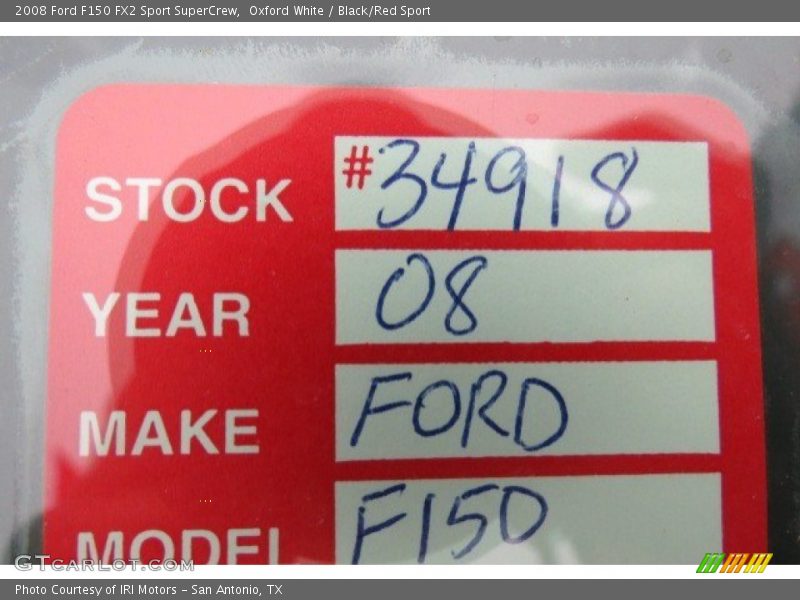 2008 Ford F150 FX2 Sport SuperCrew, Oxford White / Black/Red Sport
STOCK #34918
YEAR 08
MAKE FORD
MODEL F150
GTCARLOT.COM
Photo Courtesy of IRI Motors - San Antonio, TX